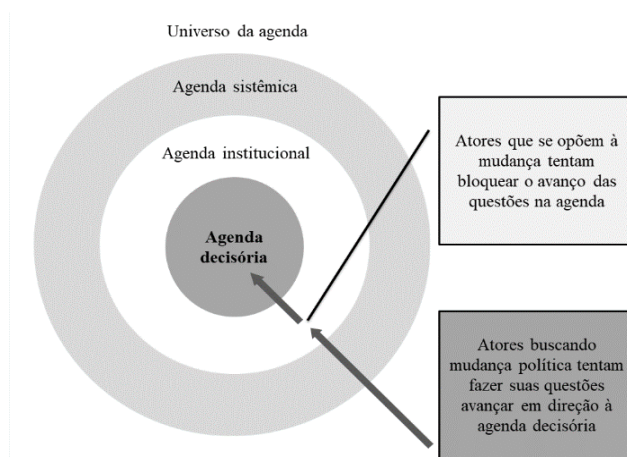 Universo da agenda
Agenda sistêmica
Agenda institucional
Agenda
decisória
Atores que se opõem à
mudança tentam
bloquear o avanço das
questões na agenda
Atores buscando
mudança política tentam
fazer suas questões
avançar em direção à
agenda decisória